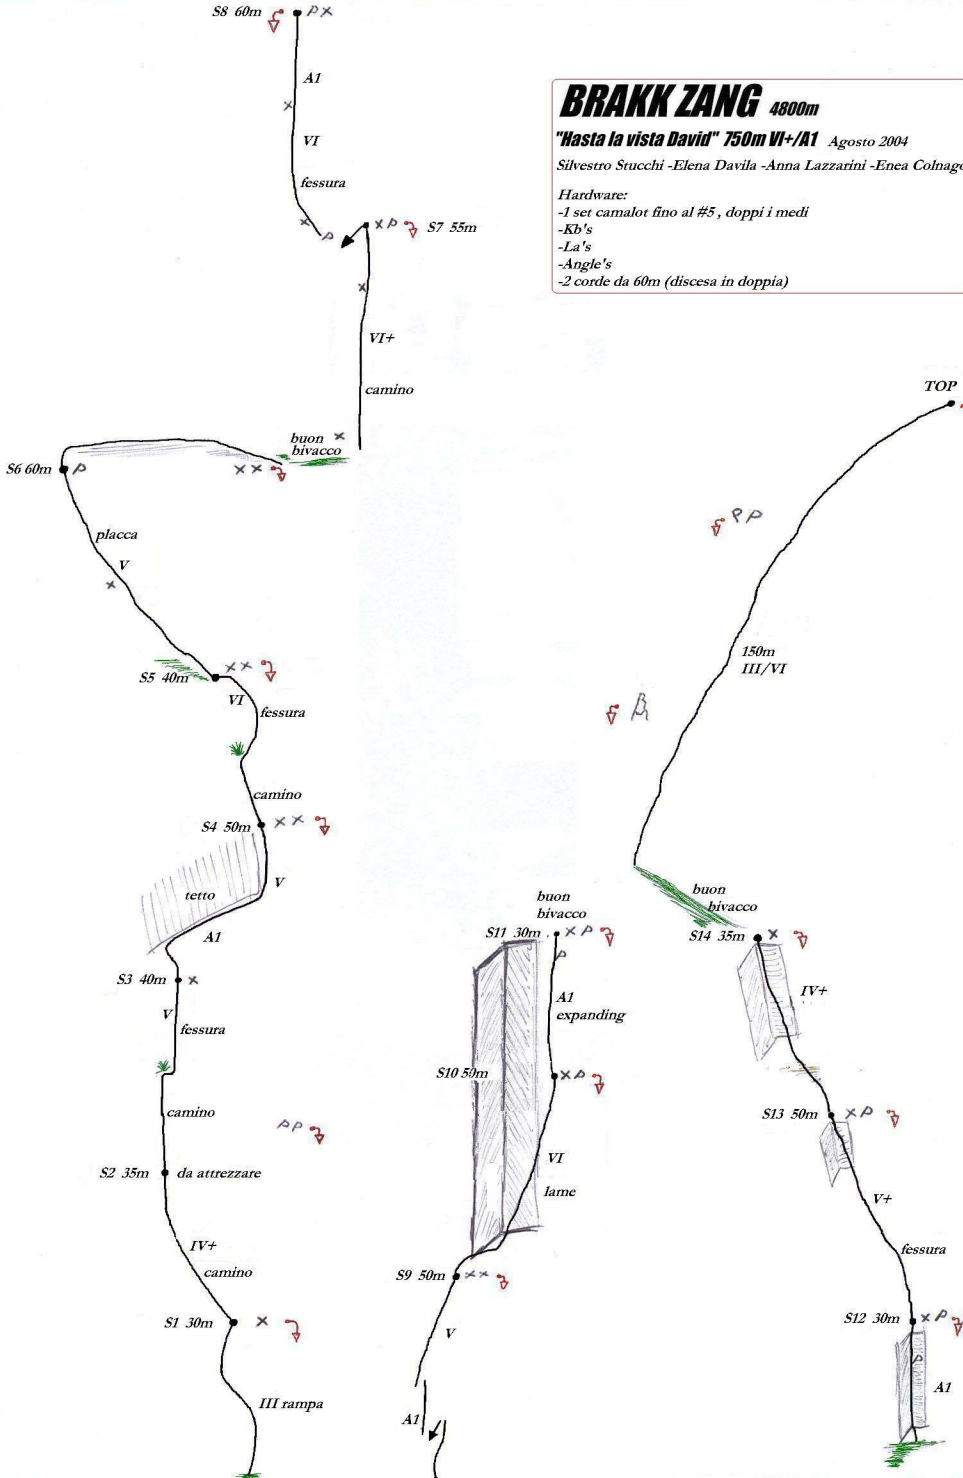 S8 60m
P X
A1
X
VI
fessura
X P
X P
S7 55m
X
VI+
camino
X
buon
bivacco
S6 60m
P
X X
placca
V
X
X X
S5 40m
VI
fessura
camino
S4 50m
X X
V
tetto
A1
S3 40m
X
V
fessura
camino
P P
S2 35m
da attrezzare
IV+
camino
S1 30m
X
III rampa
BRAKK ZANG 4800m
"Hasta la vista David" 750m VI+/A1 Agosto 2004
Silvestro Stucchi -Elena Davila -Anna Lazzarini -Enea Colnago
Hardware:
-1 set camalot fino al #5 , doppi i medi
-Kb's
-La's
-Angle's
-2 corde da 60m (discesa in doppia)
buon
bivacco
S11 30m
X P
P
A1
expanding
S10 50m
X P
VI
lame
S9 50m
X X
V
A1
TOP
P P
150m
III/VI
buon
bivacco
S14 35m
X
IV+
S13 50m
X P
V+
fessura
S12 30m
X P
P
A1